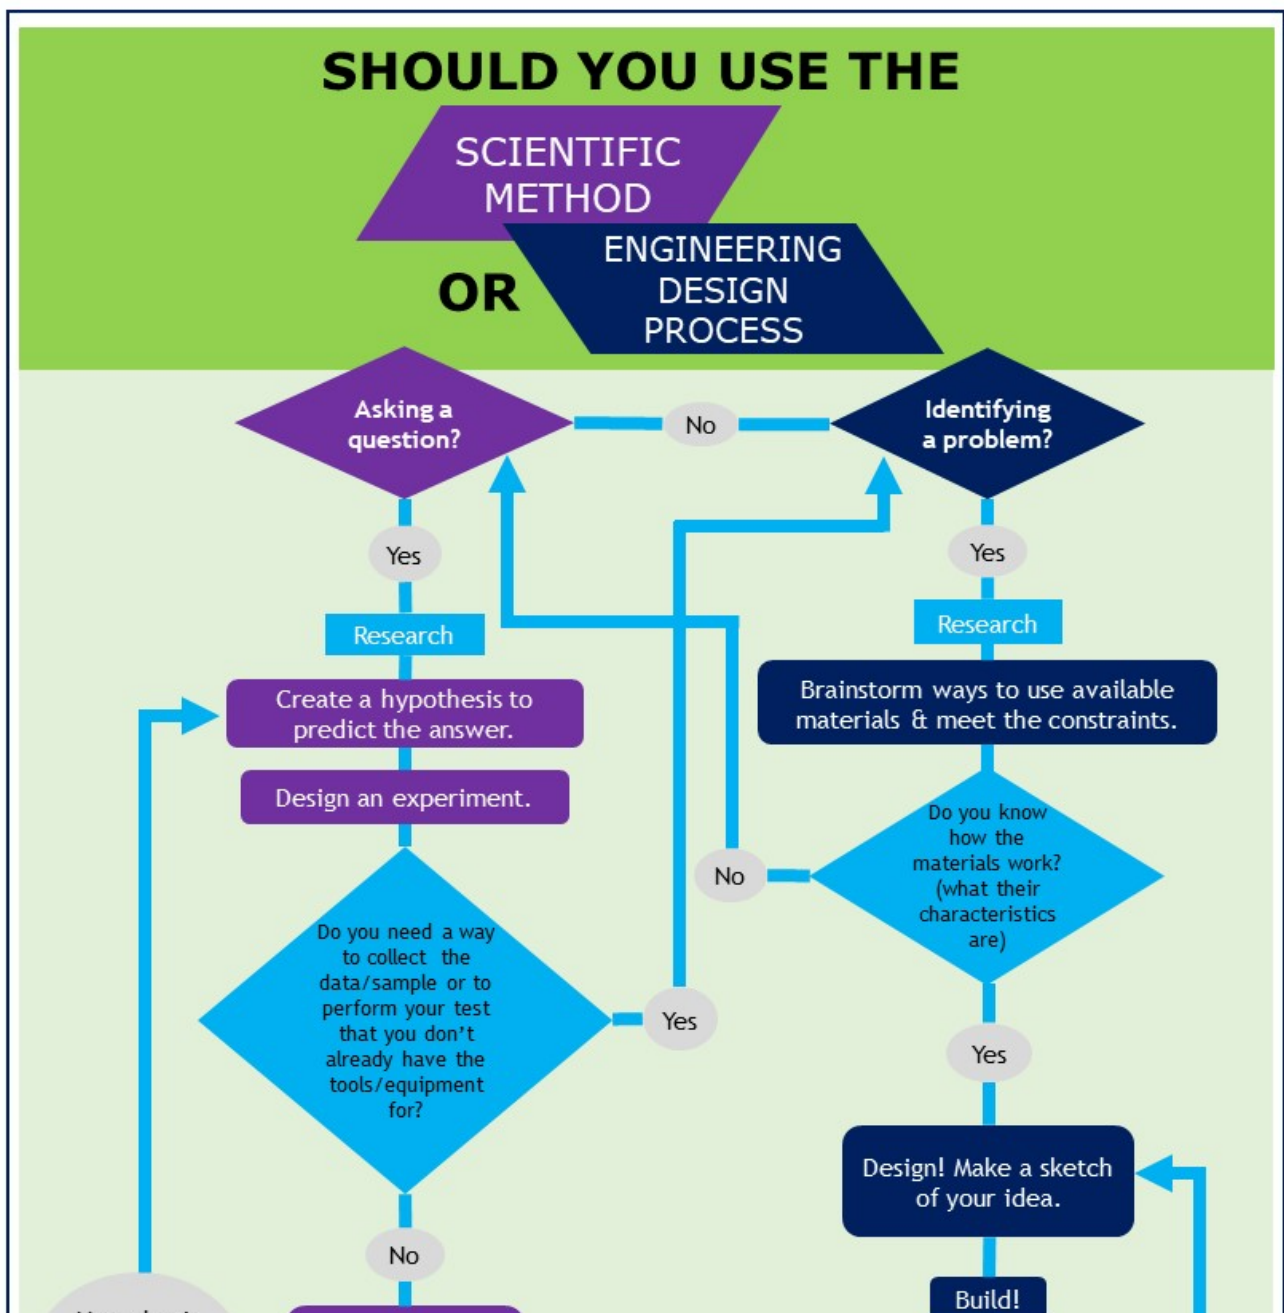 SHOULD YOU USE THE
SCIENTIFIC
METHOD
OR
ENGINEERING
DESIGN
PROCESS
Asking a
question?
No
Identifying
a problem?
Yes
Research
Create a hypothesis to
predict the answer.
Design an experiment.
Do you need a way
to collect the
data/sample or to
perform your test
that you don't
already have the
tools/equipment
for?
Yes
No
Yes
Research
Brainstorm ways to use available
materials & meet the constraints.
Do you know
how the
materials work?
(what their
characteristics
are)
No
Yes
Design! Make a sketch
of your idea.
Build!